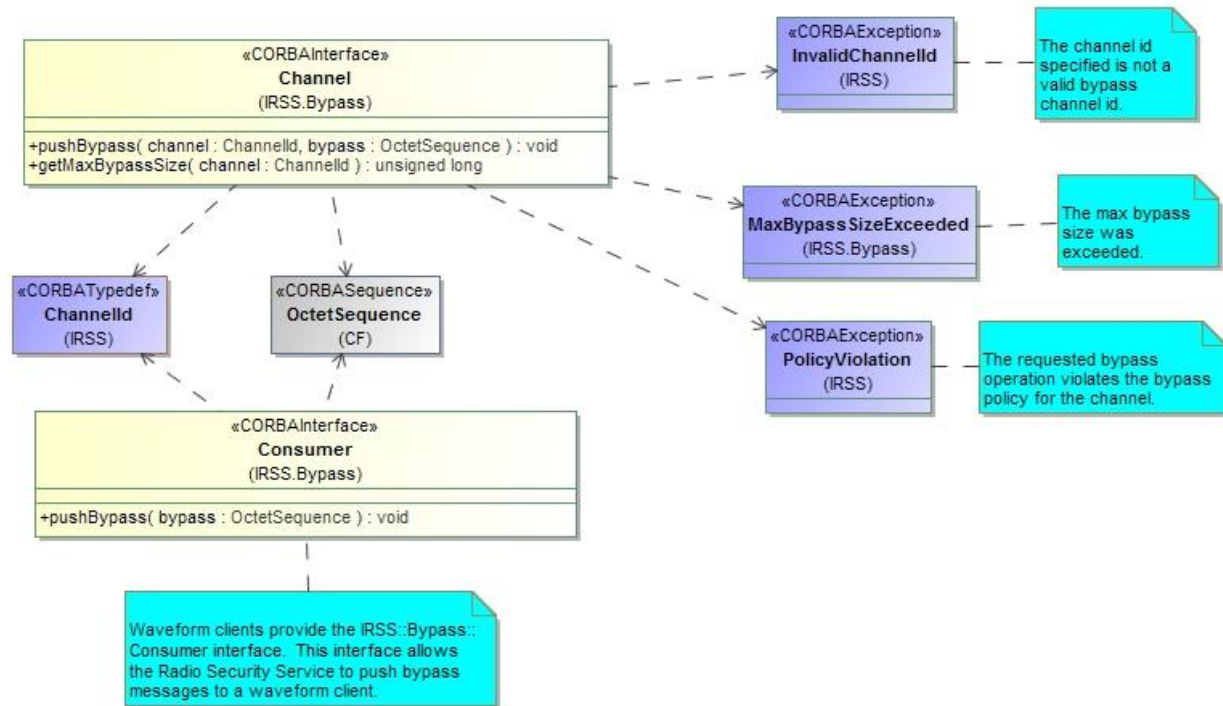 «CORBAInterface»
Channel
(IRSS.Bypass)
+pushBypass( channel : ChannelId, bypass : OctetSequence ) : void
+getMaxBypassSize( channel : ChannelId ) : unsigned long
«CORBAException»
InvalidChannelId
(IRSS)
The channel id
specified is not a
valid bypass
channel id.
«CORBAException»
MaxBypassSizeExceeded
(IRSS.Bypass)
The max bypass
size was
exceeded.
«CORBATypedef»
ChannelId
(IRSS)
«CORBASequence»
OctetSequence
(CF)
«CORBAException»
PolicyViolation
(IRSS)
The requested bypass
operation violates the bypass
policy for the channel.
«CORBAInterface»
Consumer
(IRSS.Bypass)
+pushBypass( bypass : OctetSequence ) : void
Waveform clients provide the IRSS::Bypass::
Consumer interface. This interface allows
the Radio Security Service to push bypass
messages to a waveform client.